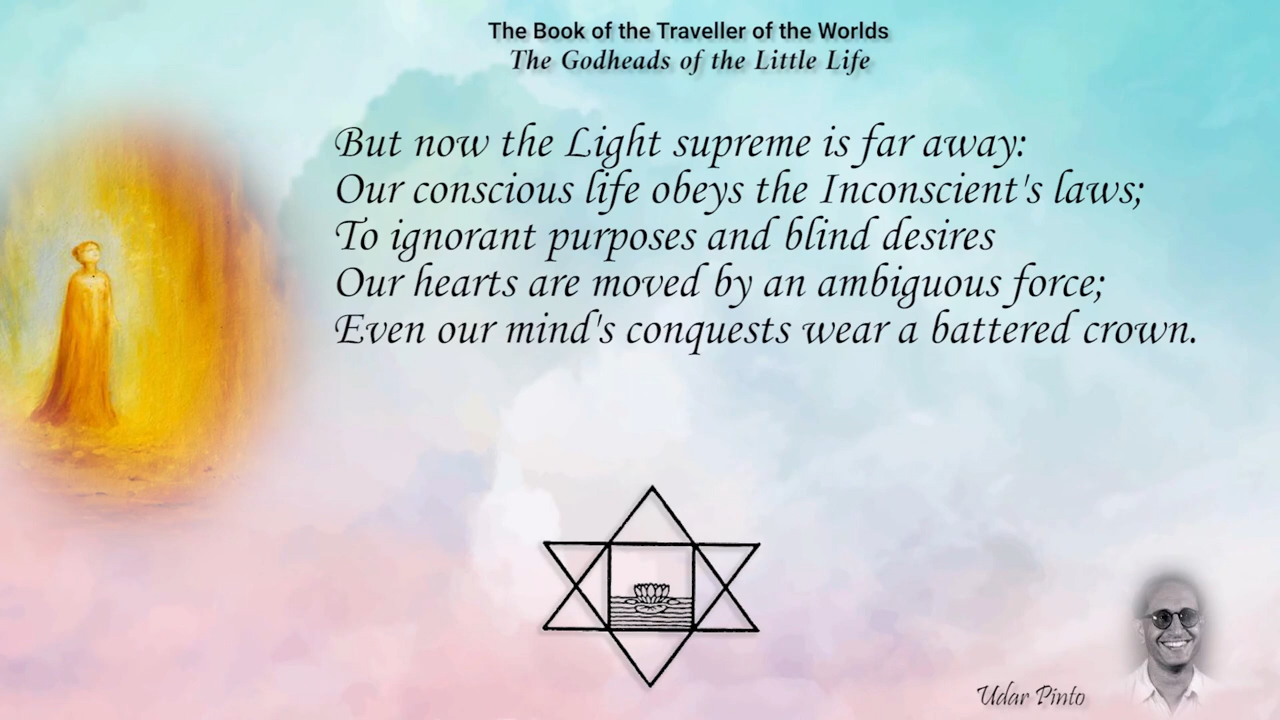 The Book of the Traveller of the Worlds
The Godheads of the Little Life
But now the Light supreme is far away:
Our conscious life obeys the Inconscient's laws;
To ignorant purposes and blind desires
Our hearts are moved by an ambiguous force;
Even our mind's conquests wear a battered crown.
Udar Pinto